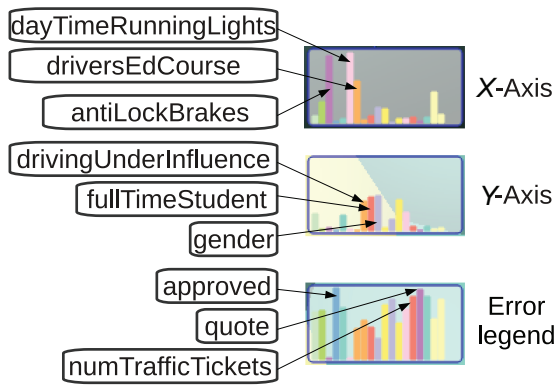 dayTimeRunningLights
driversEdCourse
antiLockBrakes
X-Axis
drivingUnderInfluence
fullTimeStudent
gender
Y-Axis
approved
quote
numTrafficTickets
Error
legend